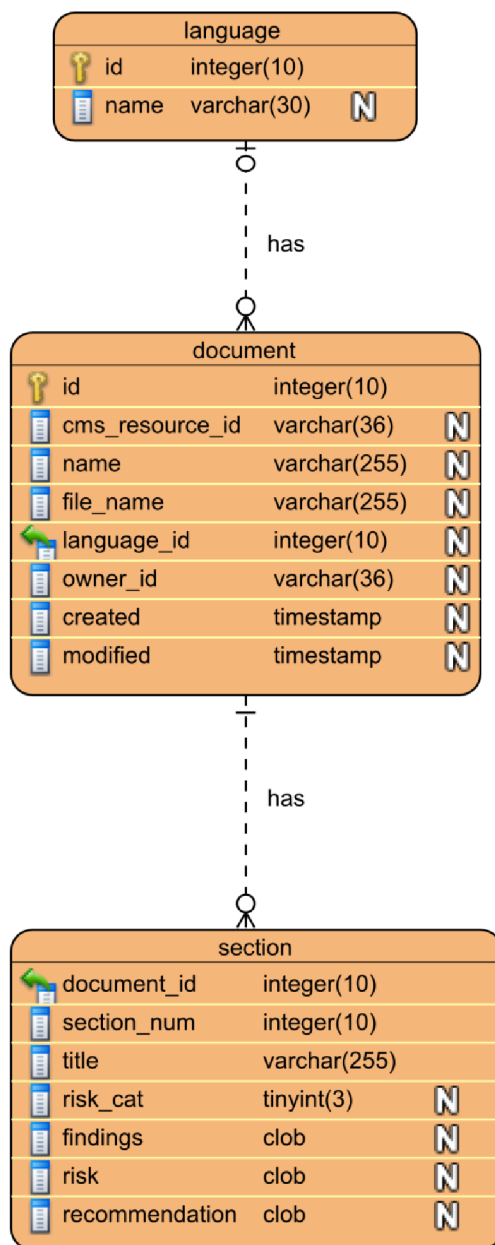 language
id integer(10)
name varchar(30) N
has
document
id integer(10)
cms_resource_id varchar(36) N
name varchar(255) N
file_name varchar(255) N
language_id integer(10) N
owner_id varchar(36) N
created timestamp N
modified timestamp N
has
section
document_id integer(10)
section_num integer(10)
title varchar(255)
risk_cat tinyint(3) N
findings clob N
risk clob N
recommendation clob N